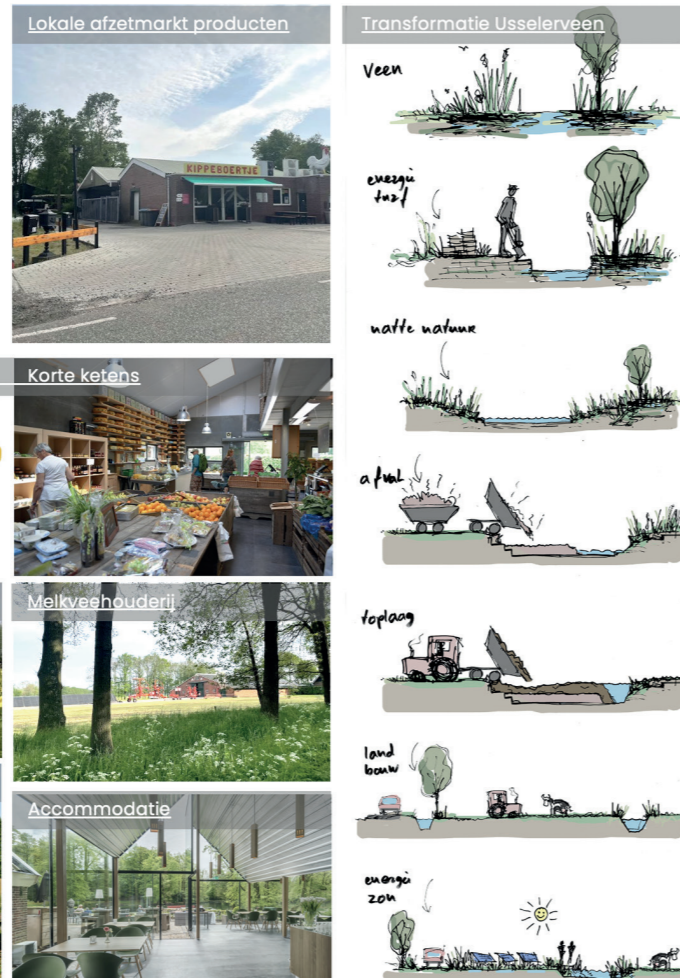 Lokale afzetmarkt producten
KIPPEBOERTJE
Korte ketens
Melkveehouderij
Accommodatie
Transformatie Usselerveen
Veen
energie
turf
natte natuur
afval
toplaag
land
bouw
energie
zon